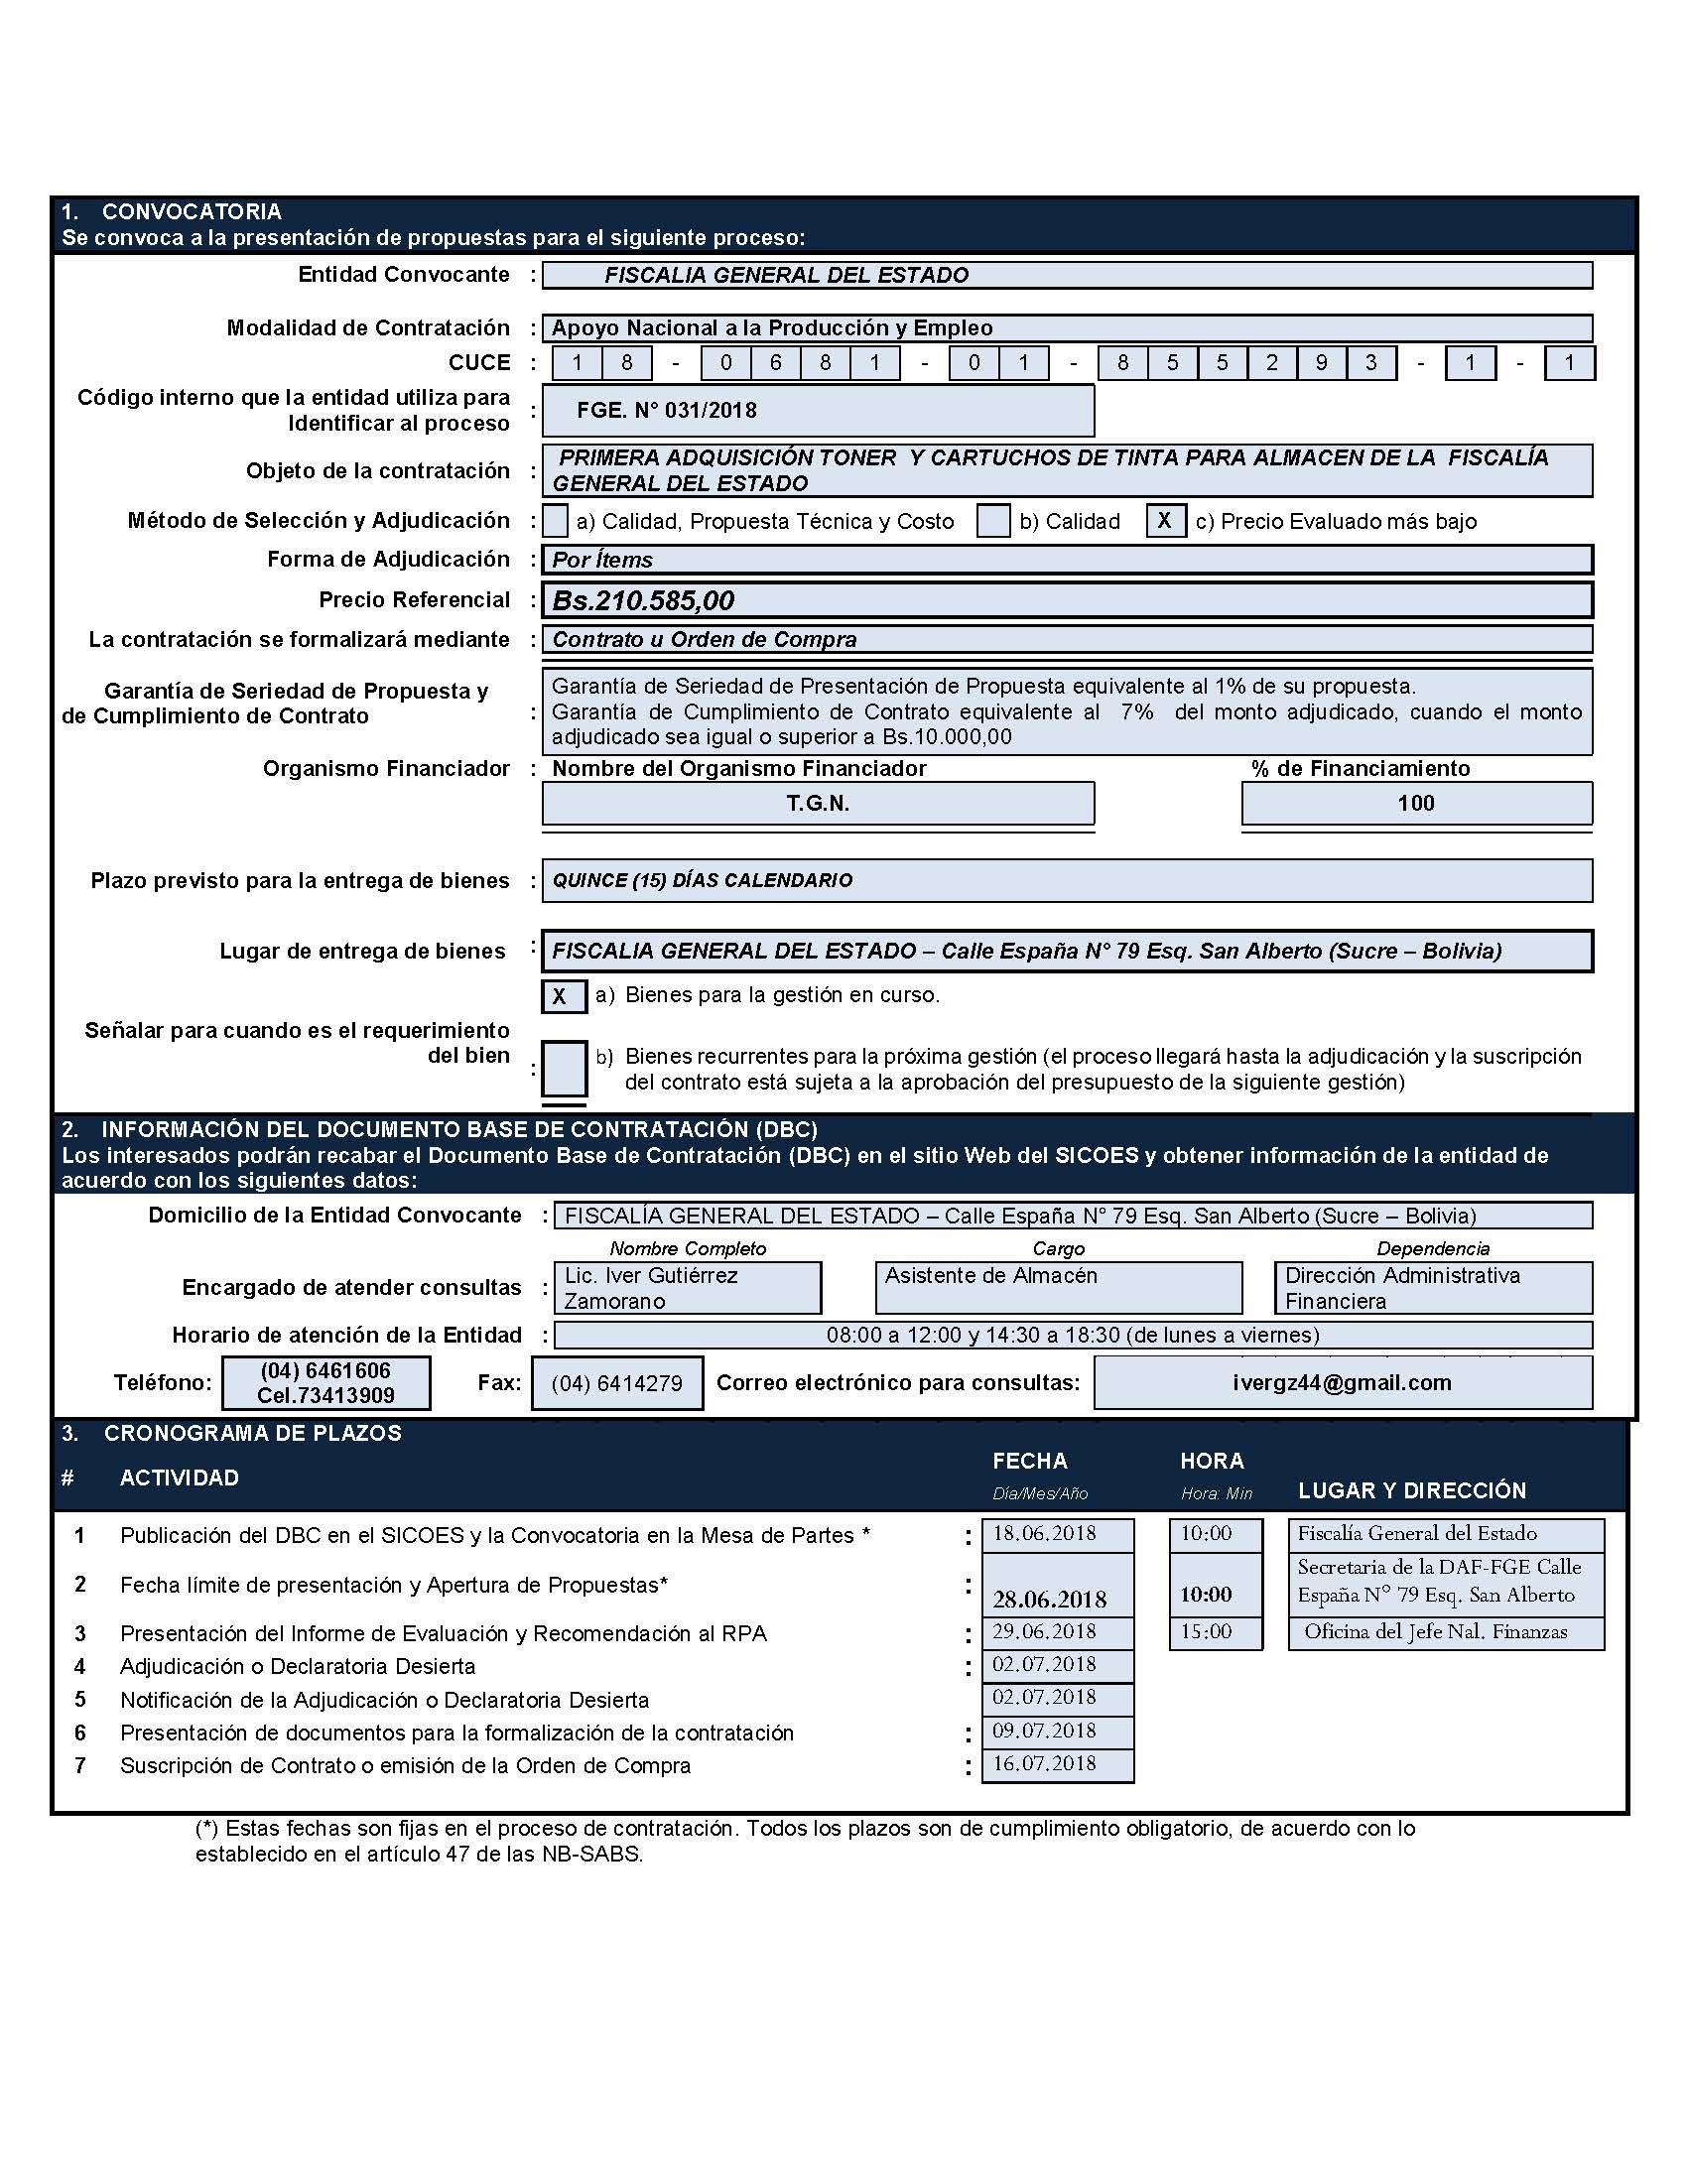 1. CONVOCATORIA
Se convoca a la presentación de propuestas para el siguiente proceso:
Entidad Convocante : FISCALIA GENERAL DEL ESTADO
Modalidad de Contratación : Apoyo Nacional a la Producción y Empleo
CUCE : 1 8 - 0 6 8 1 - 0 1 - 8 5 5 2 9 3 - 1 - 1
Código interno que la entidad utiliza para
Identificar al proceso : FGE. N° 031/2018
Objeto de la contratación : PRIMERA ADQUISICIÓN TONER Y CARTUCHOS DE TINTA PARA ALMACEN DE LA FISCALÍA
GENERAL DEL ESTADO
Método de Selección y Adjudicación : a) Calidad, Propuesta Técnica y Costo b) Calidad X c) Precio Evaluado más bajo
Forma de Adjudicación : Por Ítems
Precio Referencial : Bs.210.585,00
La contratación se formalizará mediante : Contrato u Orden de Compra
Garantía de Seriedad de Propuesta y
de Cumplimiento de Contrato :
Garantía de Seriedad de Presentación de Propuesta equivalente al 1% de su propuesta.
Garantía de Cumplimiento de Contrato equivalente al 7% del monto adjudicado, cuando el monto
adjudicado sea igual o superior a Bs.10.000,00
Organismo Financiador : Nombre del Organismo Financiador % de Financiamiento
T.G.N. 100
Plazo previsto para la entrega de bienes : QUINCE (15) DÍAS CALENDARIO
Lugar de entrega de bienes : FISCALIA GENERAL DEL ESTADO – Calle España N° 79 Esq. San Alberto (Sucre – Bolivia)
X a) Bienes para la gestión en curso.
Señalar para cuando es el requerimiento
del bien :
b) Bienes recurrentes para la próxima gestión (el proceso llegará hasta la adjudicación y la suscripción
del contrato está sujeta a la aprobación del presupuesto de la siguiente gestión)
2. INFORMACIÓN DEL DOCUMENTO BASE DE CONTRATACIÓN (DBC)
Los interesados podrán recabar el Documento Base de Contratación (DBC) en el sitio Web del SICOES y obtener información de la entidad de
acuerdo con los siguientes datos:
Domicilio de la Entidad Convocante : FISCALÍA GENERAL DEL ESTADO – Calle España N° 79 Esq. San Alberto (Sucre – Bolivia)
Nombre Completo Cargo Dependencia
Encargado de atender consultas : Lic. Iver Gutiérrez
Zamorano
Asistente de Almacén
Dirección Administrativa
Financiera
Horario de atención de la Entidad : 08:00 a 12:00 y 14:30 a 18:30 (de lunes a viernes)
Teléfono: (04) 6461606
Cel.73413909
Fax: (04) 6414279 Correo electrónico para consultas: ivergz44@gmail.com
3. CRONOGRAMA DE PLAZOS
# ACTIVIDAD FECHA HORA
Día/Mes/Año Hora: Min LUGAR Y DIRECCIÓN
1 Publicación del DBC en el SICOES y la Convocatoria en la Mesa de Partes * : 18.06.2018 10:00 Fiscalía General del Estado
2 Fecha límite de presentación y Apertura de Propuestas* : 28.06.2018 10:00 Secretaria de la DAF-FGE Calle
España N° 79 Esq. San Alberto
3 Presentación del Informe de Evaluación y Recomendación al RPA : 29.06.2018 15:00 Oficina del Jefe Nal. Finanzas
4 Adjudicación o Declaratoria Desierta : 02.07.2018
5 Notificación de la Adjudicación o Declaratoria Desierta 02.07.2018
6 Presentación de documentos para la formalización de la contratación : 09.07.2018
7 Suscripción de Contrato o emisión de la Orden de Compra : 16.07.2018
(*) Estas fechas son fijas en el proceso de contratación. Todos los plazos son de cumplimiento obligatorio, de acuerdo con lo
establecido en el artículo 47 de las NB-SABS.